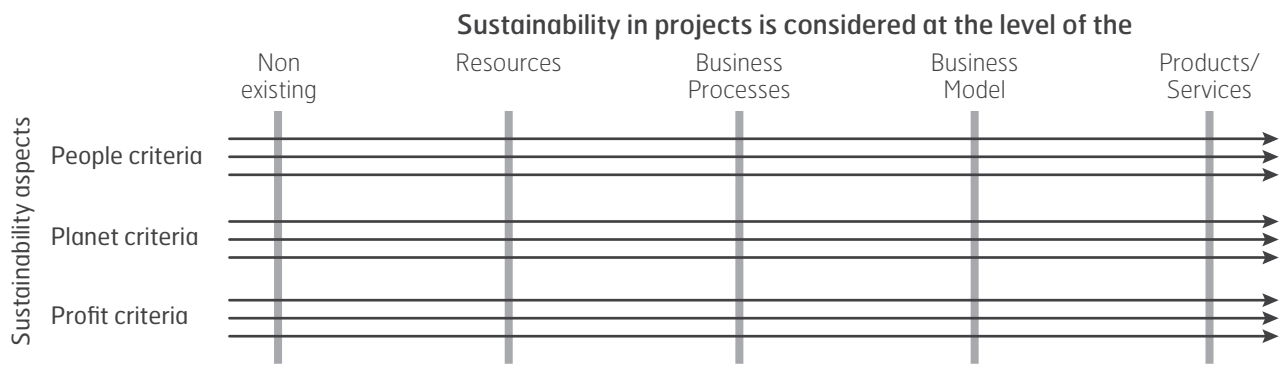 Sustainability in projects is considered at the level of the
Non
existing
Resources
Business
Processes
Business
Model
Products/
Services
Sustainability aspects
People criteria
Planet criteria
Profit criteria